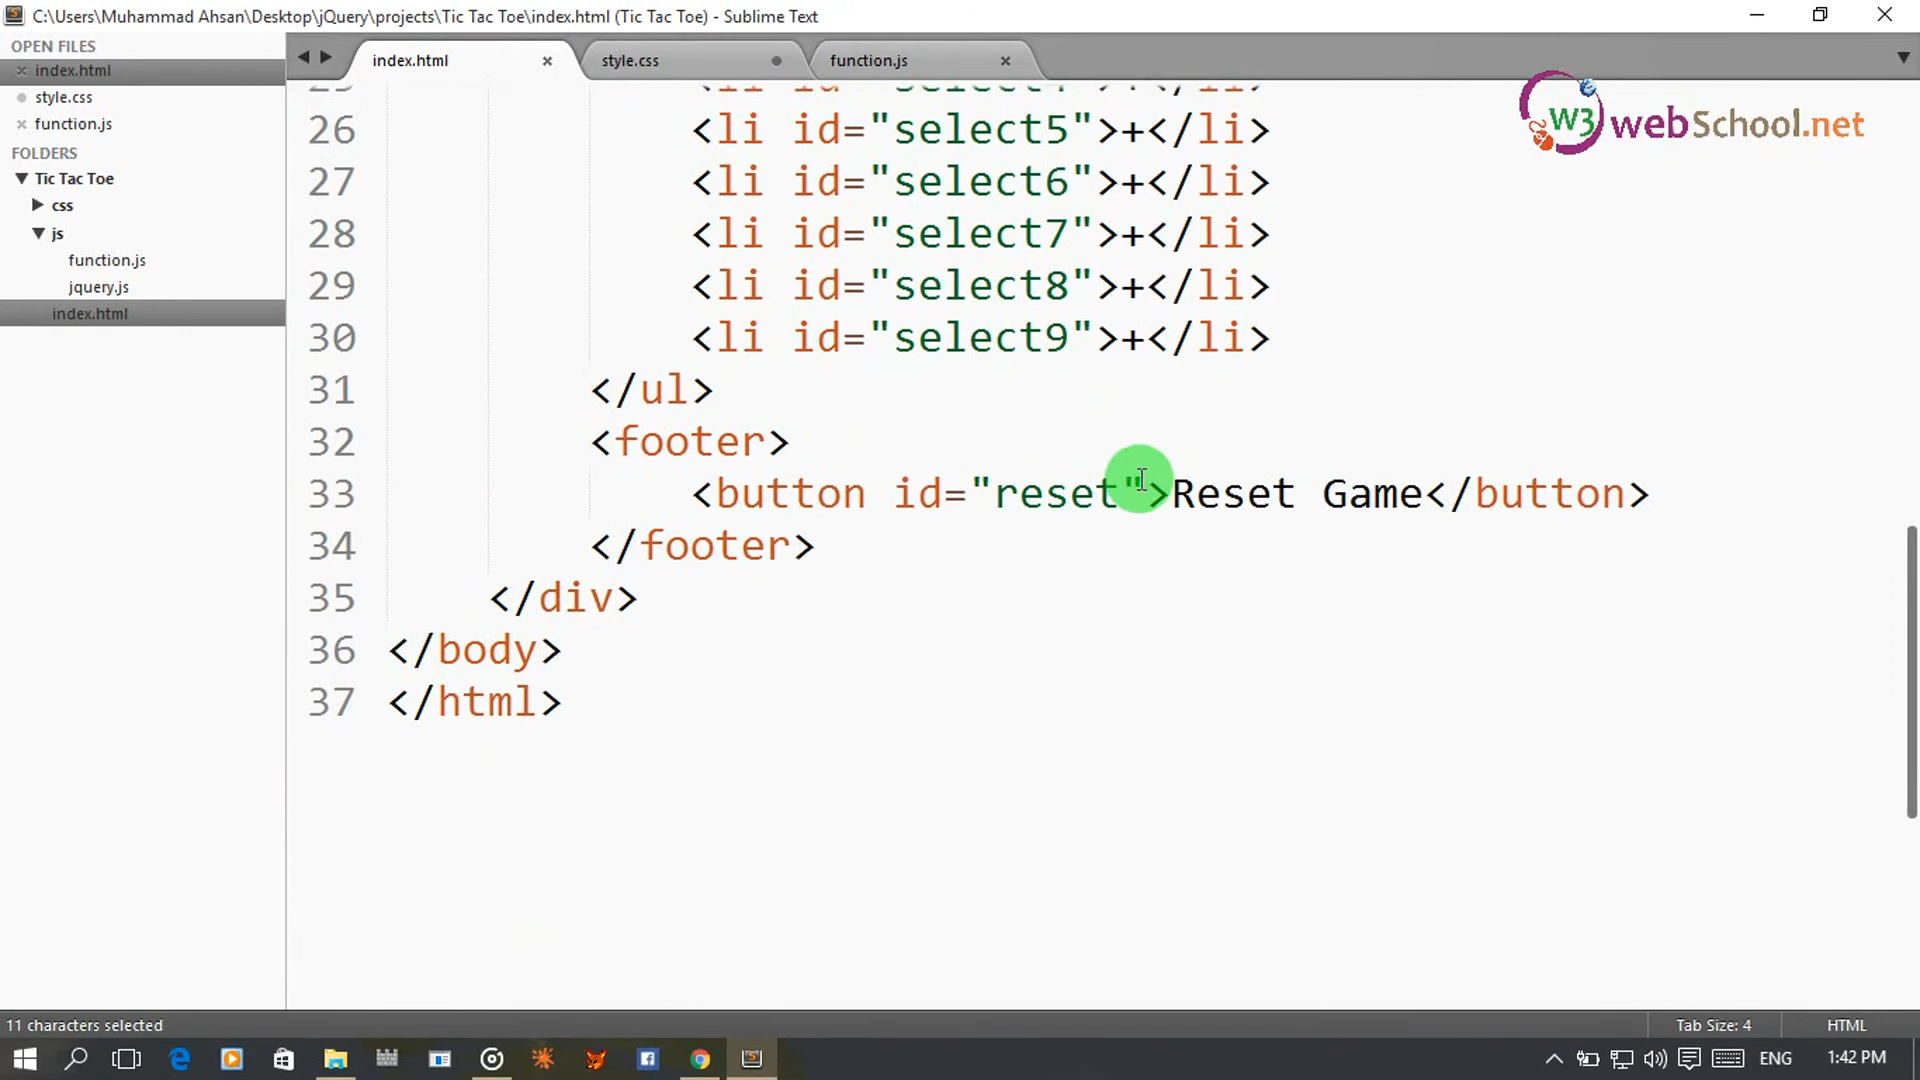 C:\Users\Muhammad Ahsan\Desktop\jQuery\projects\Tic Tac Toe\index.html (Tic Tac Toe) - Sublime Text
OPEN FILES
index.html
style.css
function.js
FOLDERS
Tic Tac Toe
css
js
function.js
jquery.js
index.html
index.html
style.css
function.js
W3 webSchool.net
26 <li id="select5">+</li>
27 <li id="select6">+</li>
28 <li id="select7">+</li>
29 <li id="select8">+</li>
30 <li id="select9">+</li>
31 </ul>
32 <footer>
33 <button id="reset">Reset Game</button>
34 </footer>
35 </div>
36 </body>
37 </html>
11 characters selected
Tab Size: 4
HTML
ENG
1:42 PM